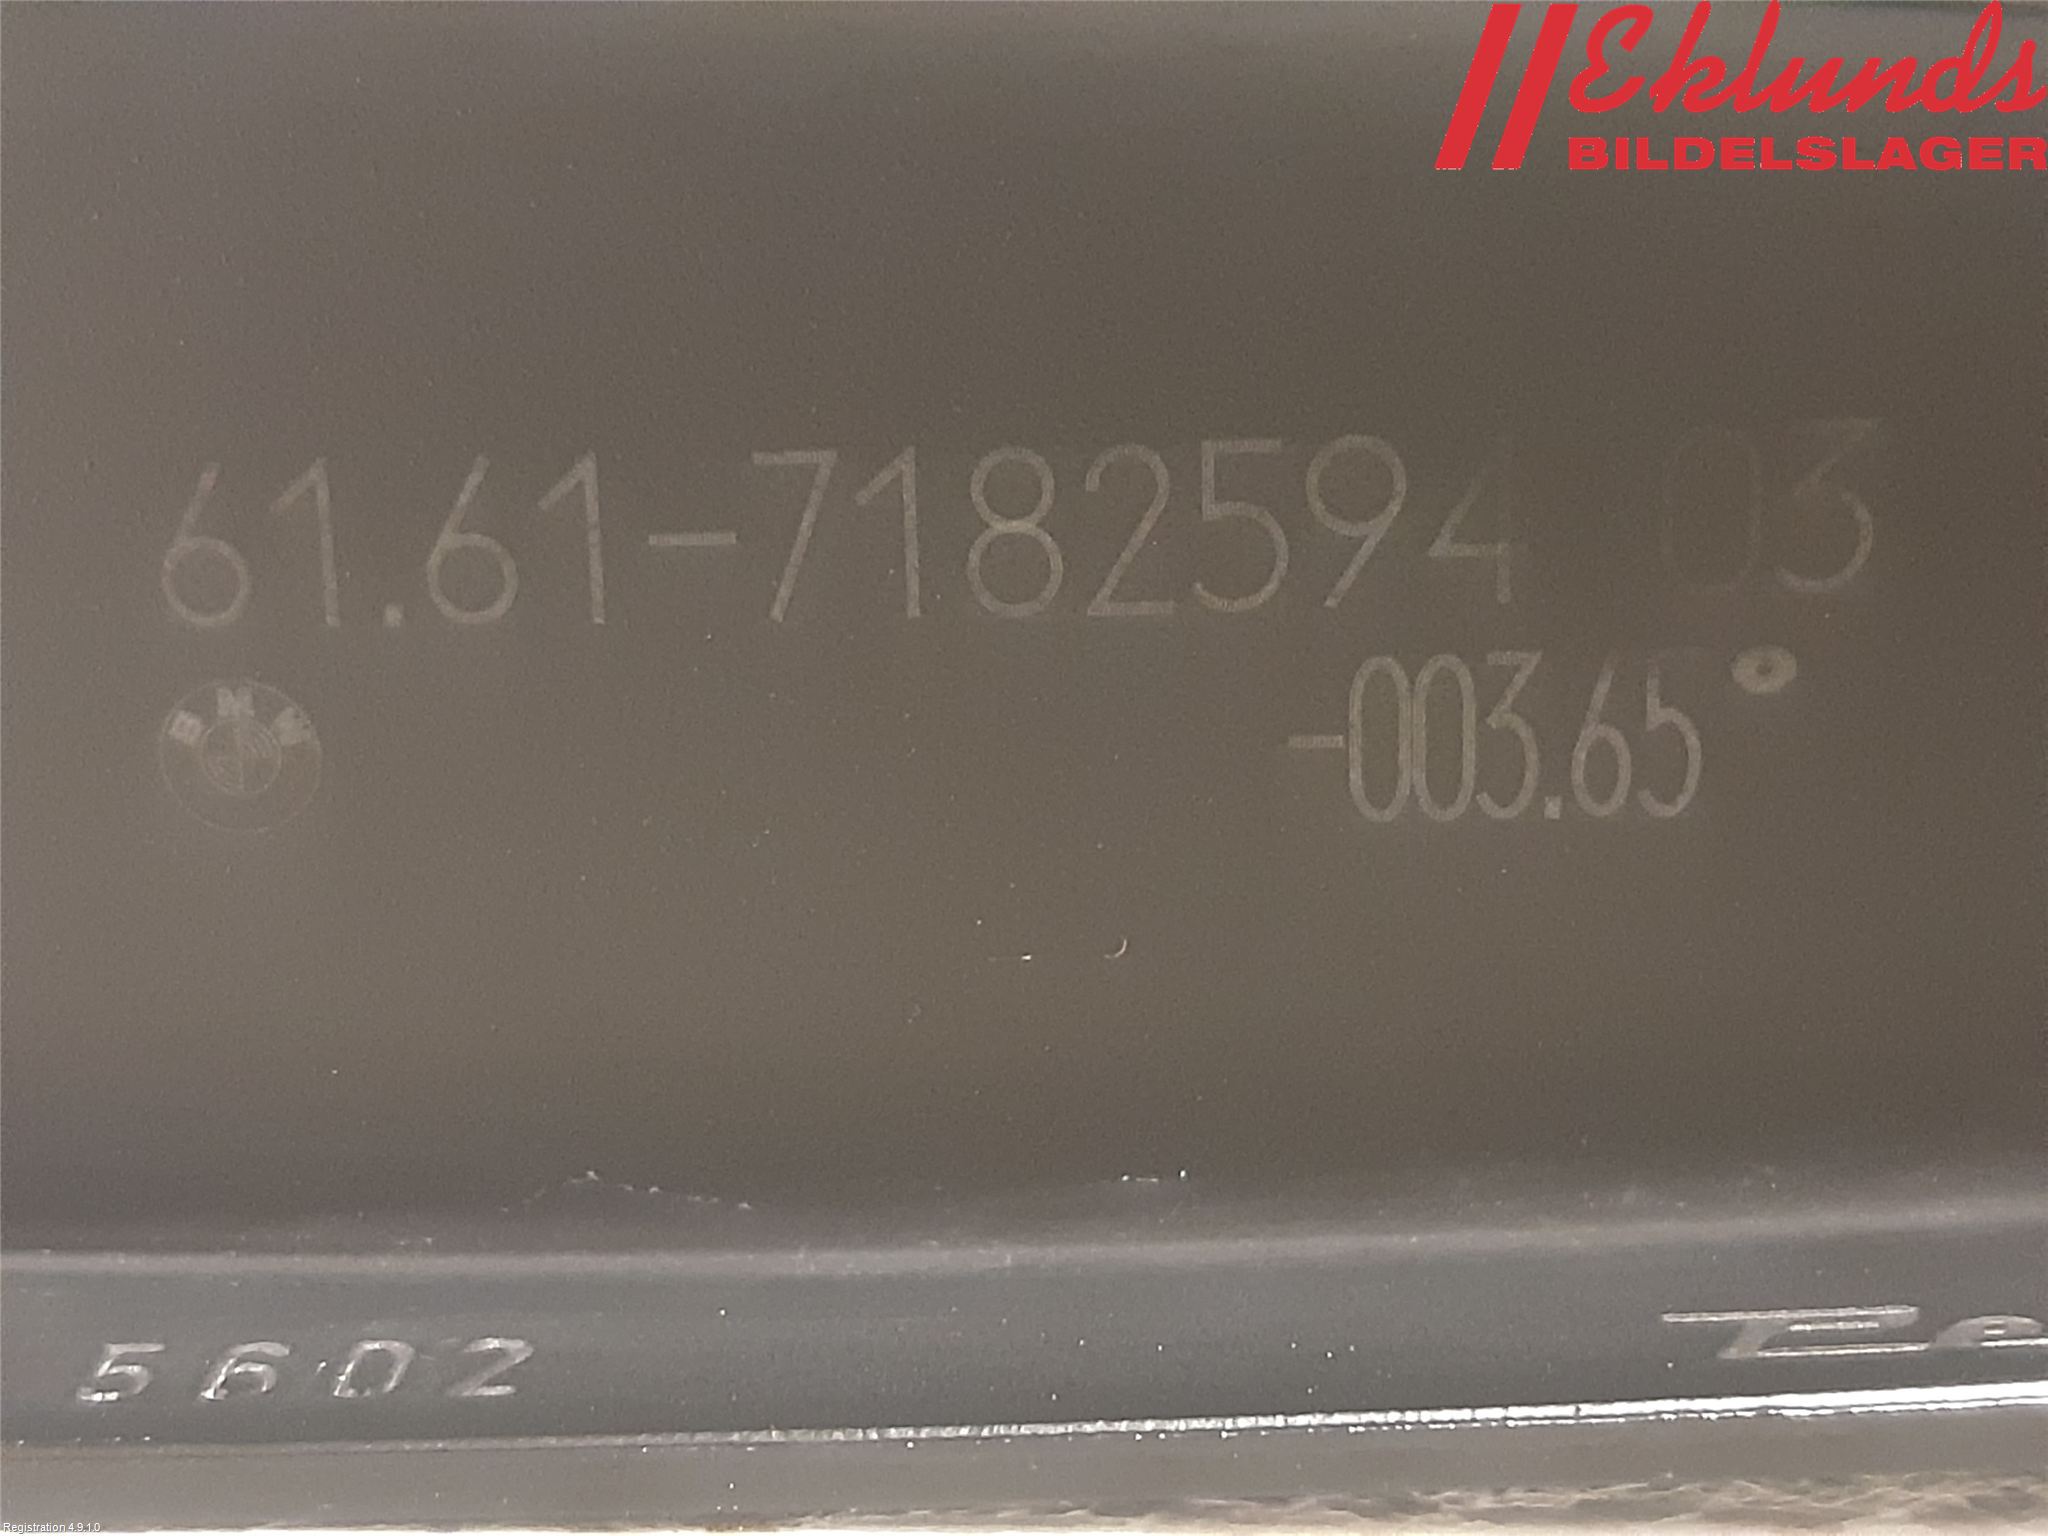 Eklunds
BILDELSLAGER
61.61-7182594 03
BMW
-003.65°
5602
Registration 4.9.1.0